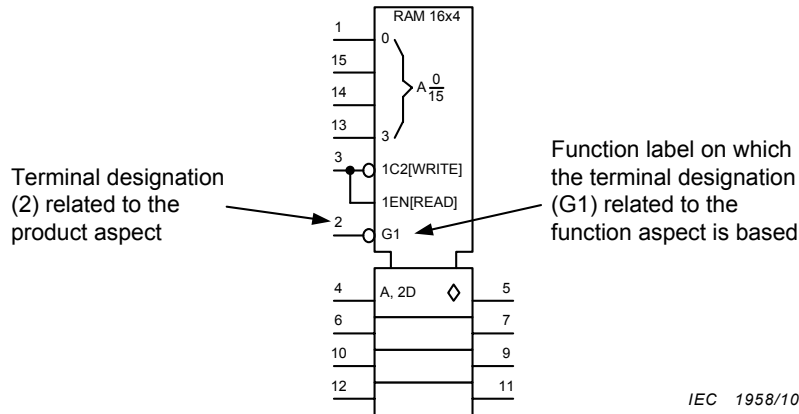 RAM 16x4
1
0
15
A 0
15
14
13
3
3
1C2[WRITE]
1EN[READ]
2
G1
Terminal designation
(2) related to the
product aspect
Function label on which
the terminal designation
(G1) related to the
function aspect is based
4
A, 2D
5
6
7
10
9
12
11
IEC 1958/10